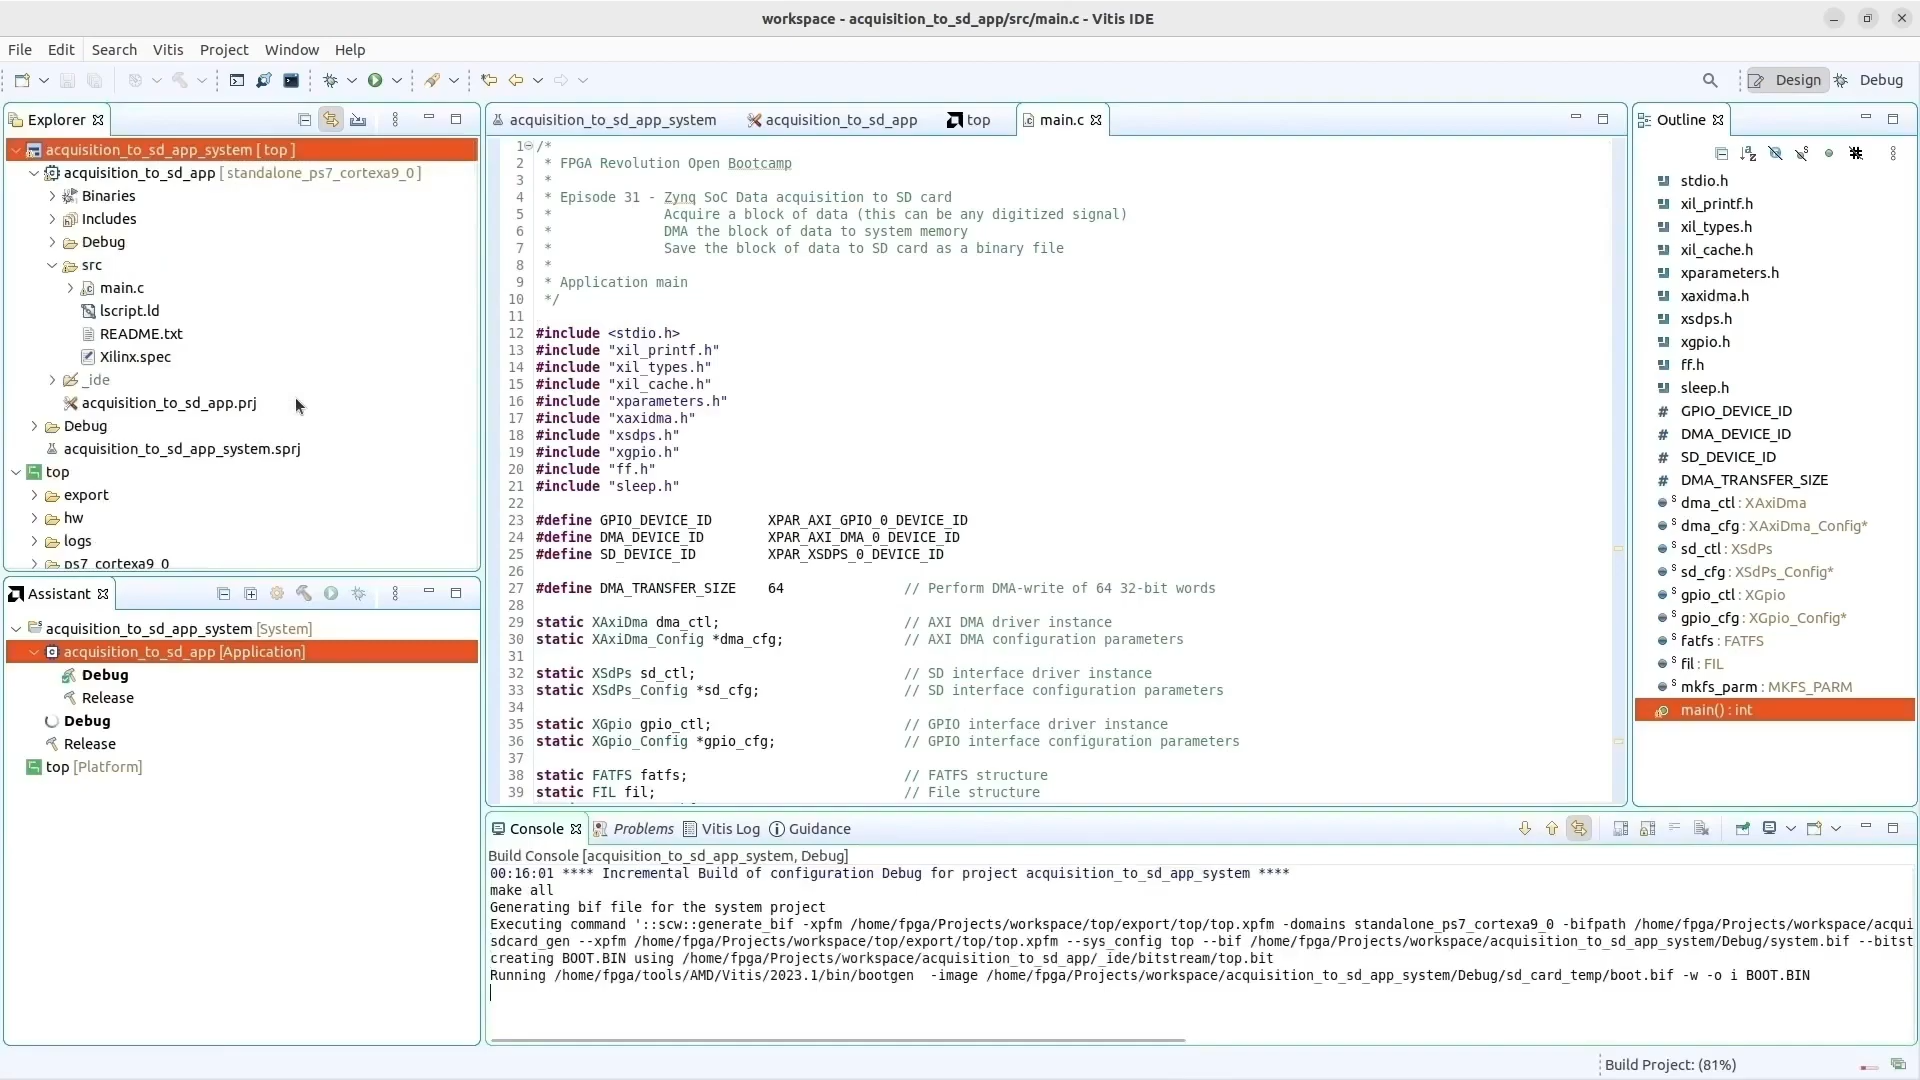 workspace - acquisition_to_sd_app/src/main.c - Vitis IDE
File Edit Search Vitis Project Window Help
Design Debug
Explorer
acquisition_to_sd_app_system [ top ]
acquisition_to_sd_app [ standalone_ps7_cortexa9_0 ]
Binaries
Includes
Debug
src
main.c
lscript.ld
README.txt
Xilinx.spec
_ide
acquisition_to_sd_app.prj
Debug
acquisition_to_sd_app_system.sprj
top
export
hw
logs
ps7_cortexa9_0
Assistant
acquisition_to_sd_app_system [System]
acquisition_to_sd_app [Application]
Debug
Release
Debug
Release
top [Platform]
acquisition_to_sd_app_system acquisition_to_sd_app top main.c
1 /*
2 * FPGA Revolution Open Bootcamp
3 *
4 * Episode 31 - Zynq SoC Data acquisition to SD card
5 * Acquire a block of data (this can be any digitized signal)
6 * DMA the block of data to system memory
7 * Save the block of data to SD card as a binary file
8 *
9 * Application main
10 */
11
12 #include <stdio.h>
13 #include "xil_printf.h"
14 #include "xil_types.h"
15 #include "xil_cache.h"
16 #include "xparameters.h"
17 #include "xaxidma.h"
18 #include "xsdps.h"
19 #include "xgpio.h"
20 #include "ff.h"
21 #include "sleep.h"
22
23 #define GPIO_DEVICE_ID XPAR_AXI_GPIO_0_DEVICE_ID
24 #define DMA_DEVICE_ID XPAR_AXI_DMA_0_DEVICE_ID
25 #define SD_DEVICE_ID XPAR_XSDPS_0_DEVICE_ID
26
27 #define DMA_TRANSFER_SIZE 64 // Perform DMA-write of 64 32-bit words
28
29 static XAxiDma dma_ctl; // AXI DMA driver instance
30 static XAxiDma_Config *dma_cfg; // AXI DMA configuration parameters
31
32 static XSdPs sd_ctl; // SD interface driver instance
33 static XSdPs_Config *sd_cfg; // SD interface configuration parameters
34
35 static XGpio gpio_ctl; // GPIO interface driver instance
36 static XGpio_Config *gpio_cfg; // GPIO interface configuration parameters
37
38 static FATFS fatfs; // FATFS structure
39 static FIL fil; // File structure
Outline
stdio.h
xil_printf.h
xil_types.h
xil_cache.h
xparameters.h
xaxidma.h
xsdps.h
xgpio.h
ff.h
sleep.h
# GPIO_DEVICE_ID
# DMA_DEVICE_ID
# SD_DEVICE_ID
# DMA_TRANSFER_SIZE
S dma_ctl : XAxiDma
S dma_cfg : XAxiDma_Config*
S sd_ctl : XSdPs
S sd_cfg : XSdPs_Config*
S gpio_ctl : XGpio
S gpio_cfg : XGpio_Config*
S fatfs : FATFS
S fil : FIL
S mkfs_parm : MKFS_PARM
main() : int
Console Problems Vitis Log Guidance
Build Console [acquisition_to_sd_app_system, Debug]
00:16:01 **** Incremental Build of configuration Debug for project acquisition_to_sd_app_system ****
make all
Generating bif file for the system project
Executing command '::scw::generate_bif -xpfm /home/fpga/Projects/workspace/top/export/top/top.xpfm -domains standalone_ps7_cortexa9_0 -bifpath /home/fpga/Projects/workspace/acqui
sdcard_gen --xpfm /home/fpga/Projects/workspace/top/export/top/top.xpfm --sys_config top --bif /home/fpga/Projects/workspace/acquisition_to_sd_app_system/Debug/system.bif --bitst
creating BOOT.BIN using /home/fpga/Projects/workspace/acquisition_to_sd_app/_ide/bitstream/top.bit
Running /home/fpga/tools/AMD/Vitis/2023.1/bin/bootgen -image /home/fpga/Projects/workspace/acquisition_to_sd_app_system/Debug/sd_card_temp/boot.bif -w -o i BOOT.BIN
Build Project: (81%)